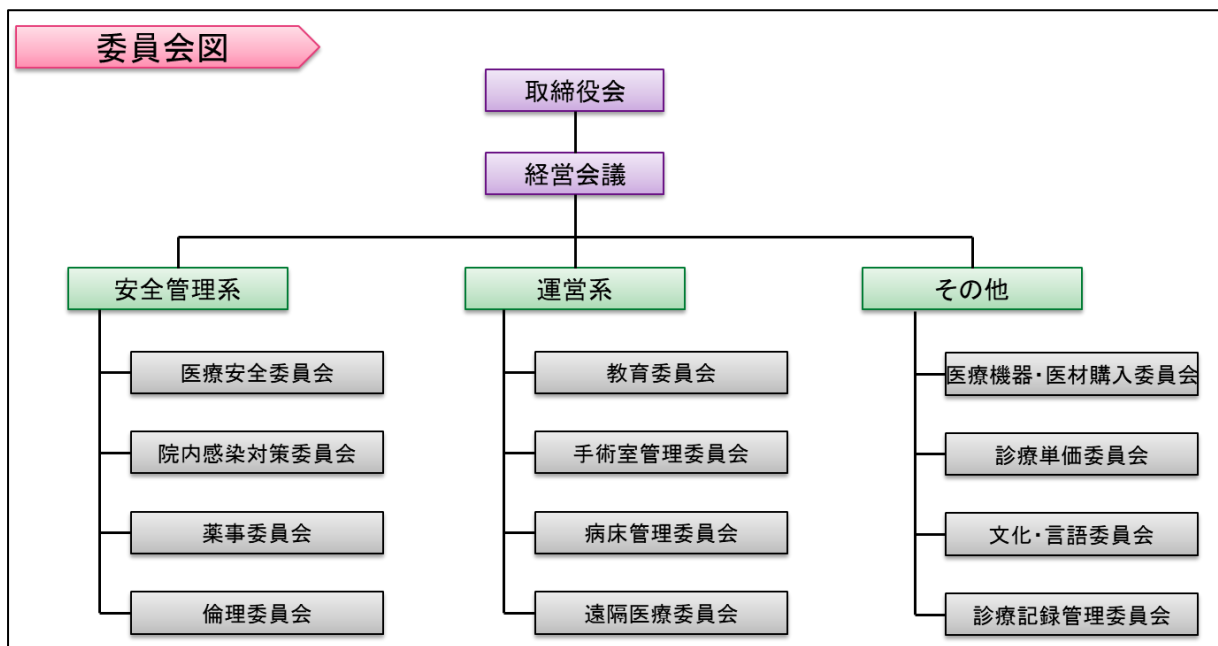 委員会図
取締役会
経営会議
安全管理系
運営系
その他
医療安全委員会
教育委員会
医療機器・医材購入委員会
院内感染対策委員会
手術室管理委員会
診療単価委員会
薬事委員会
病床管理委員会
文化・言語委員会
倫理委員会
遠隔医療委員会
診療記録管理委員会